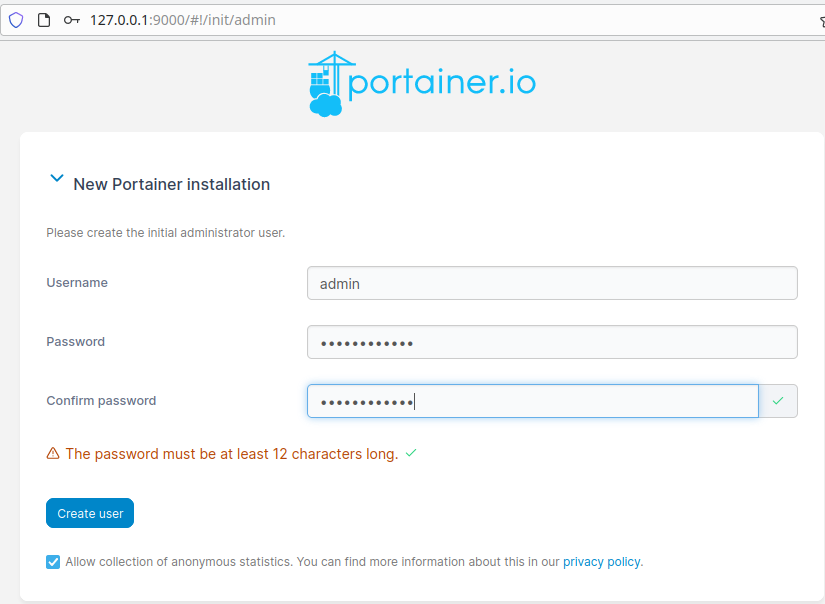 127.0.0.1:9000/#!/init/admin
portainer.io
New Portainer installation
Please create the initial administrator user.
Username
admin
Password
••••••••••••
Confirm password
••••••••••••
The password must be at least 12 characters long.
Create user
Allow collection of anonymous statistics. You can find more information about this in our privacy policy.